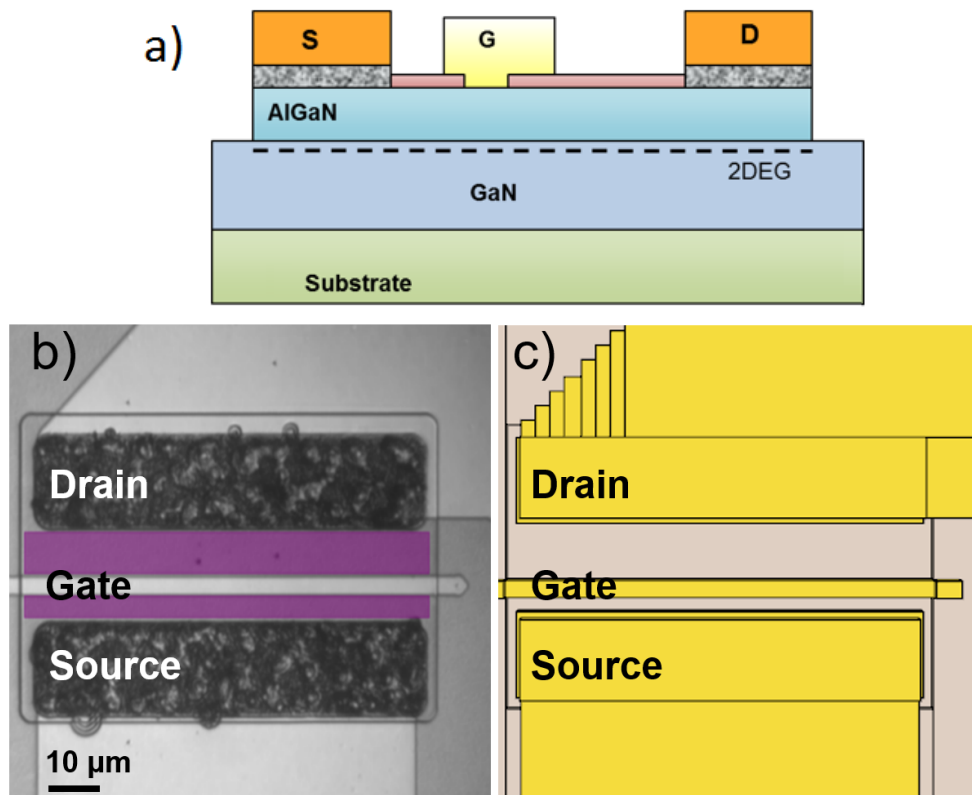 a)
S
G
D
AlGaN
2DEG
GaN
Substrate
b)
Drain
Gate
Source
10 µm
c)
Drain
Gate
Source